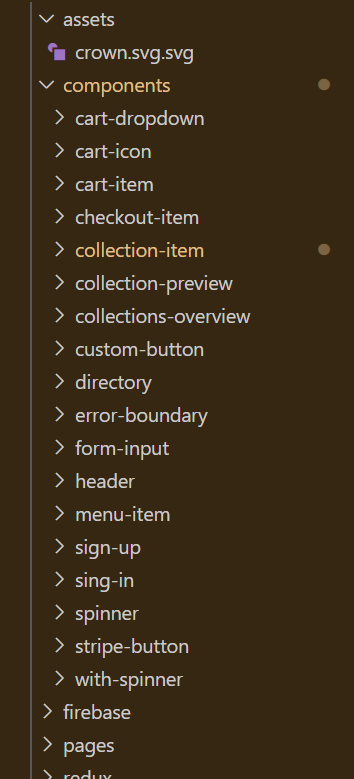 assets
crown.svg.svg
components
cart-dropdown
cart-icon
cart-item
checkout-item
collection-item
collection-preview
collections-overview
custom-button
directory
error-boundary
form-input
header
menu-item
sign-up
sing-in
spinner
stripe-button
with-spinner
firebase
pages
redux